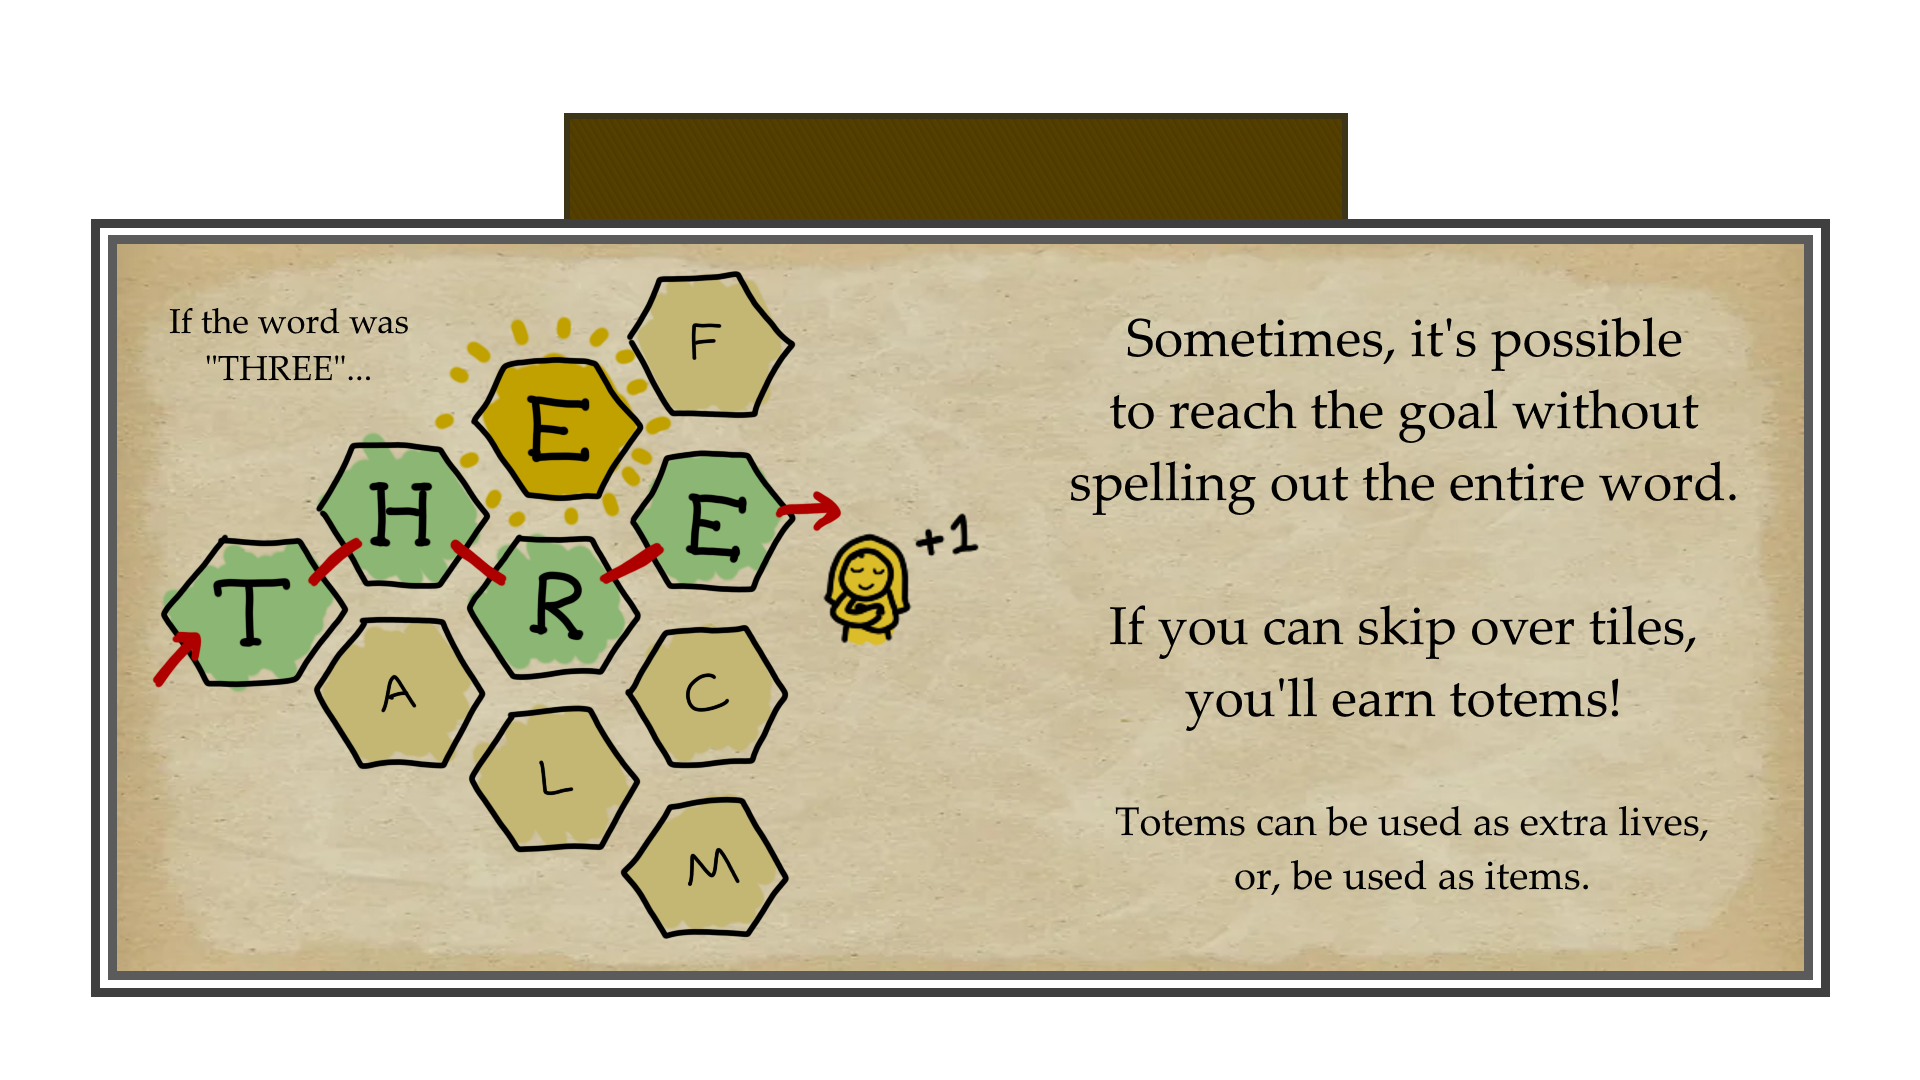 If the word was
"THREE"...
F
E
H
E
T
R
+1
A
C
L
M
Sometimes, it's possible
to reach the goal without
spelling out the entire word.
If you can skip over tiles,
you'll earn totems!
Totems can be used as extra lives,
or, be used as items.